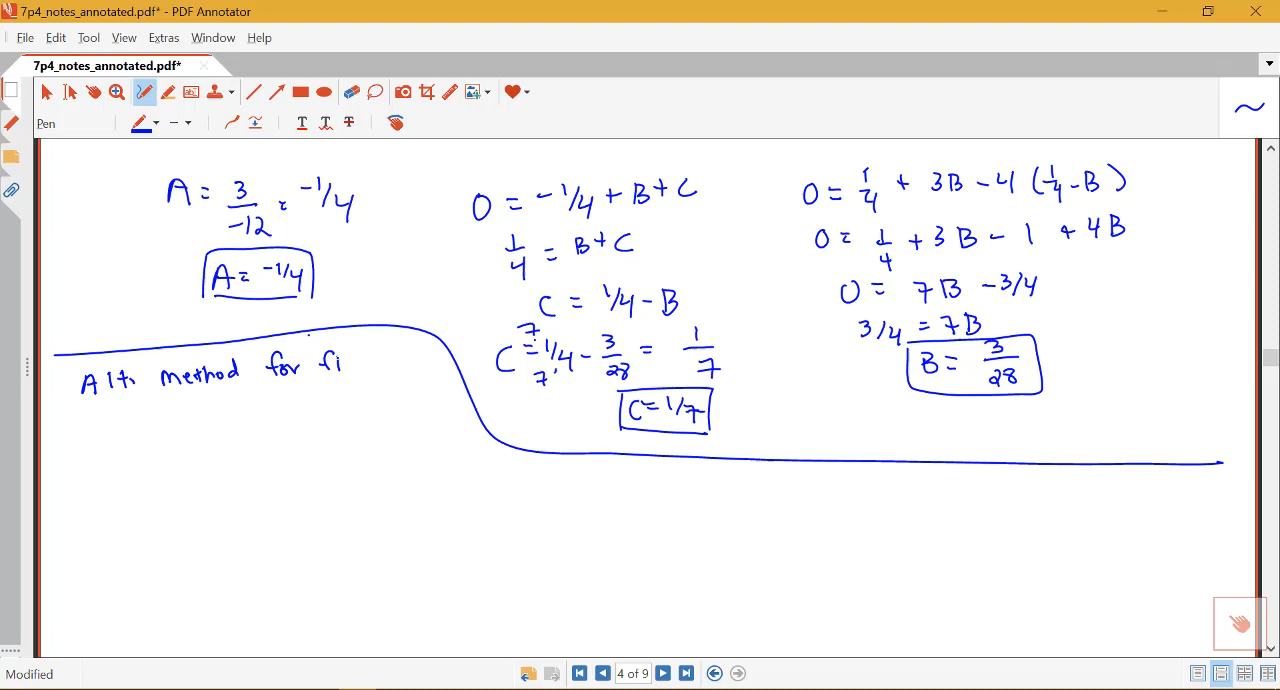 7p4_notes_annotated.pdf* - PDF Annotator
File Edit Tool View Extras Window Help
7p4_notes_annotated.pdf*
Pen
A = 3/-12 = -1/4
A = -1/4
0 = -1/4 + B + C
1/4 = B + C
C = 1/4 - B
7
C = 1/4 - 3/28 = 1/7
7
C = 1/7
0 = 1/4 + 3B - 4(1/4 - B)
0 = 1/4 + 3B - 1 + 4B
0 = 7B - 3/4
3/4 = 7B
B = 3/28
Alt. method for fi
Modified
4 of 9